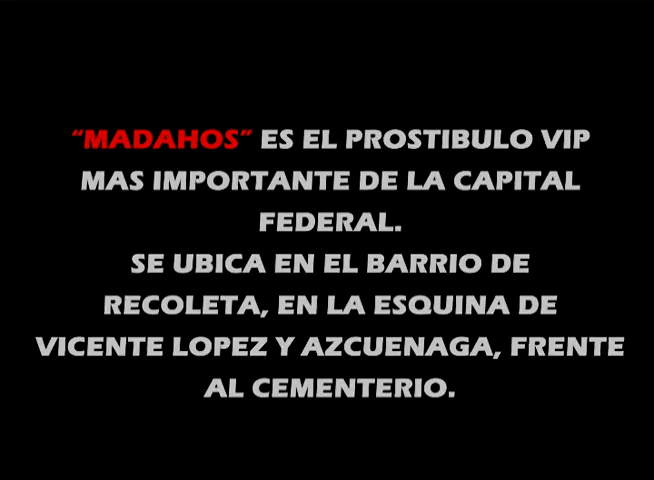 “MADAHOS” ES EL PROSTIBULO VIP
MAS IMPORTANTE DE LA CAPITAL
FEDERAL.
SE UBICA EN EL BARRIO DE
RECOLETA, EN LA ESQUINA DE
VICENTE LOPEZ Y AZCUENAGA, FRENTE
AL CEMENTERIO.